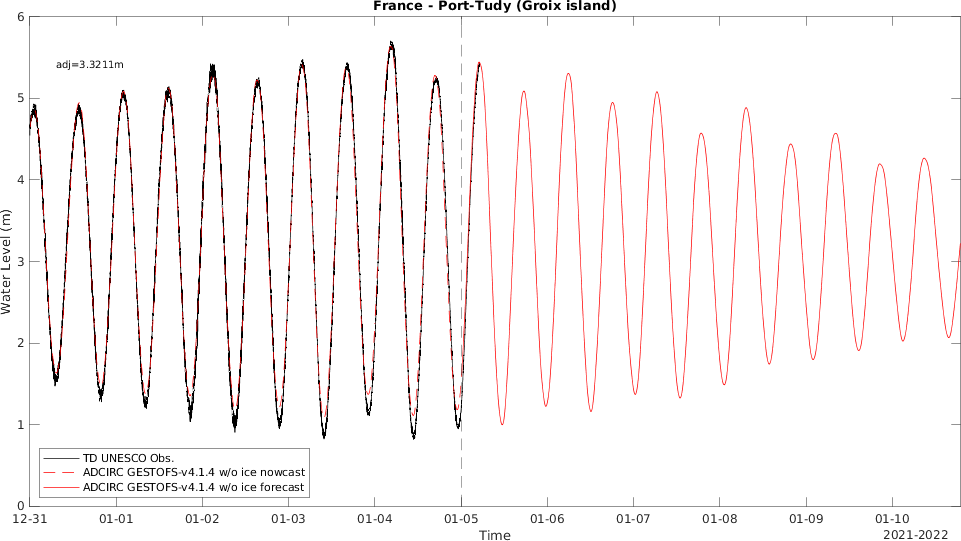 France - Port-Tudy (Groix island)
6
adj=3.3211m
5
4
3
2
1
0
Water Level (m)
TD UNESCO Obs.
ADCIRC GESTOFS-v4.1.4 w/o ice nowcast
ADCIRC GESTOFS-v4.1.4 w/o ice forecast
12-31 01-01 01-02 01-03 01-04 01-05 01-06 01-07 01-08 01-09 01-10
2021-2022
Time